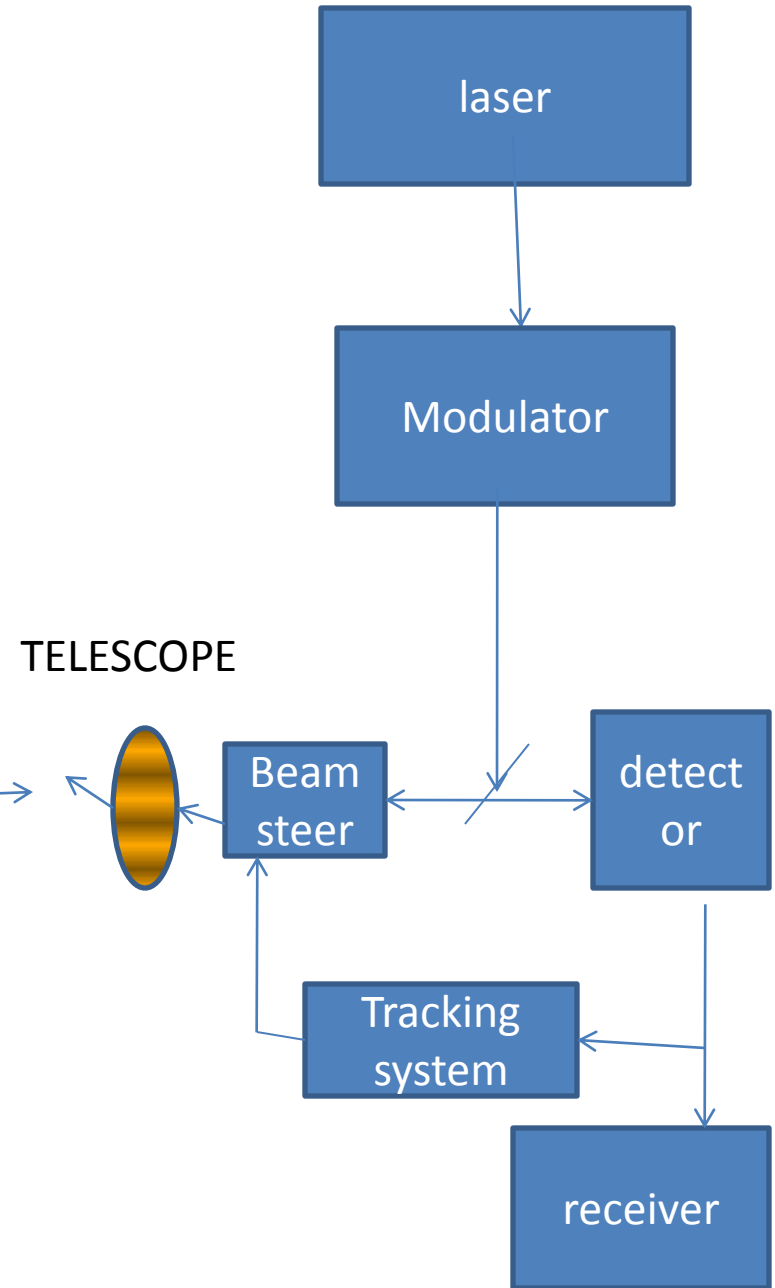 laser
Modulator
TELESCOPE
Beam
steer
detect
or
Tracking
system
receiver